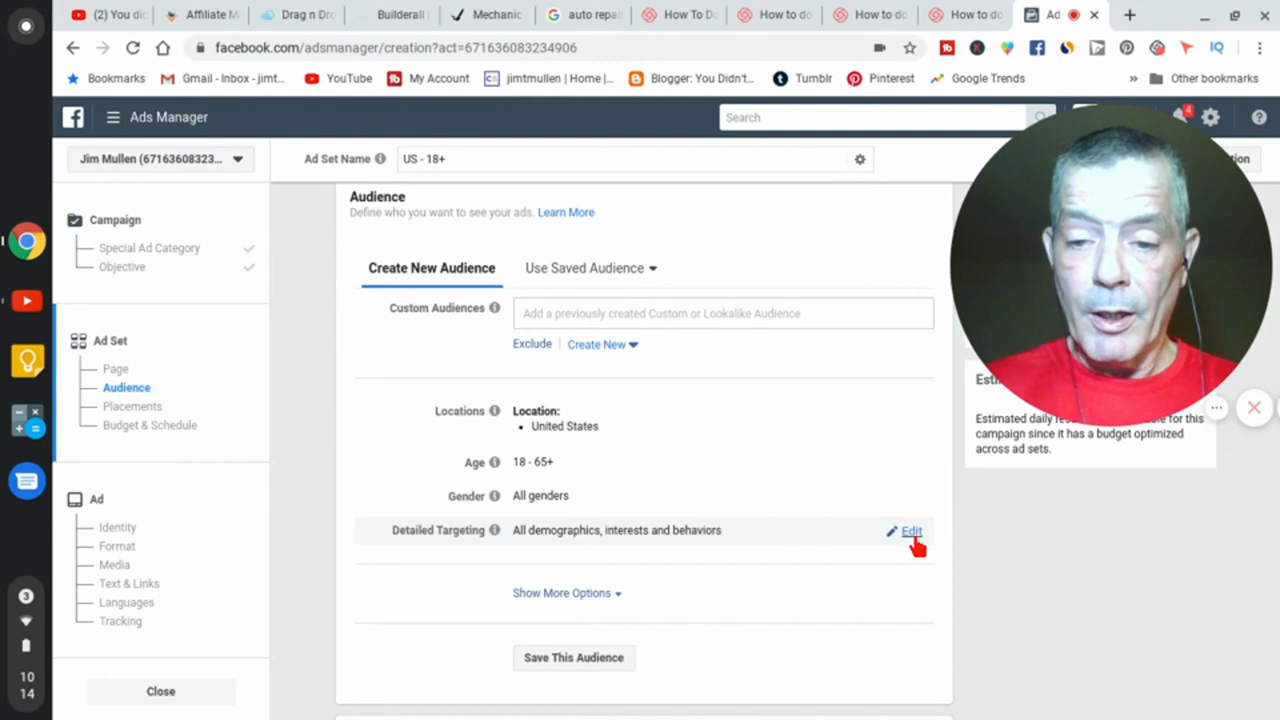 (2) You dic
Affiliate M
Drag n Dro
Builderall
Mechanic
auto repai
How To Do
How to do
How to do
How to do
Ad
facebook.com/adsmanager/creation?act=671636083234906
Bookmarks
Gmail - Inbox - jimt...
YouTube
My Account
jimtmullen | Home |...
Blogger: You Didn't...
Tumblr
Pinterest
Google Trends
»
Other bookmarks
Ads Manager
Search
4
Jim Mullen (67163608323...
Ad Set Name
US - 18+
Campaign
Special Ad Category
Objective
Ad Set
Page
Audience
Placements
Budget & Schedule
Ad
Identity
Format
Media
Text & Links
Languages
Tracking
Close
Audience
Define who you want to see your ads. Learn More
Create New Audience
Use Saved Audience
Custom Audiences
Add a previously created Custom or Lookalike Audience
Exclude
Create New
Locations
Location:
• United States
Age
18 - 65+
Gender
All genders
Detailed Targeting
All demographics, interests and behaviors
Edit
Show More Options
Save This Audience
Estimated daily
for this
campaign since it has a budget optimized
across ad sets.
3
10
14